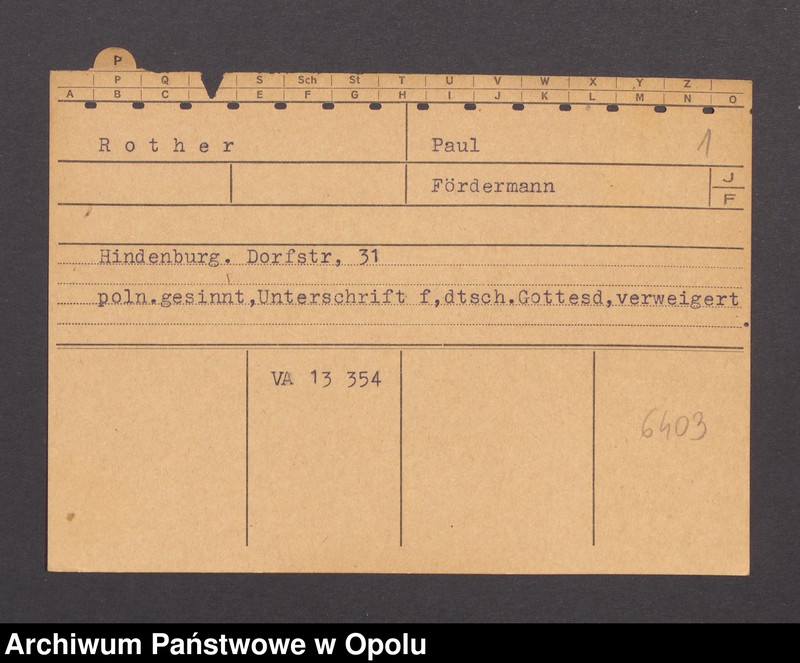 P
P Q S Sch St T U V W X Y Z
A B C E F G H I J K L M N O
Rother Paul 1
Fördermann J
F
Hindenburg. Dorfstr, 31
poln.gesinnt,Unterschrift f,dtsch.Gottesd,verweigert
VA 13 354
6403
Archiwum Państwowe w Opolu